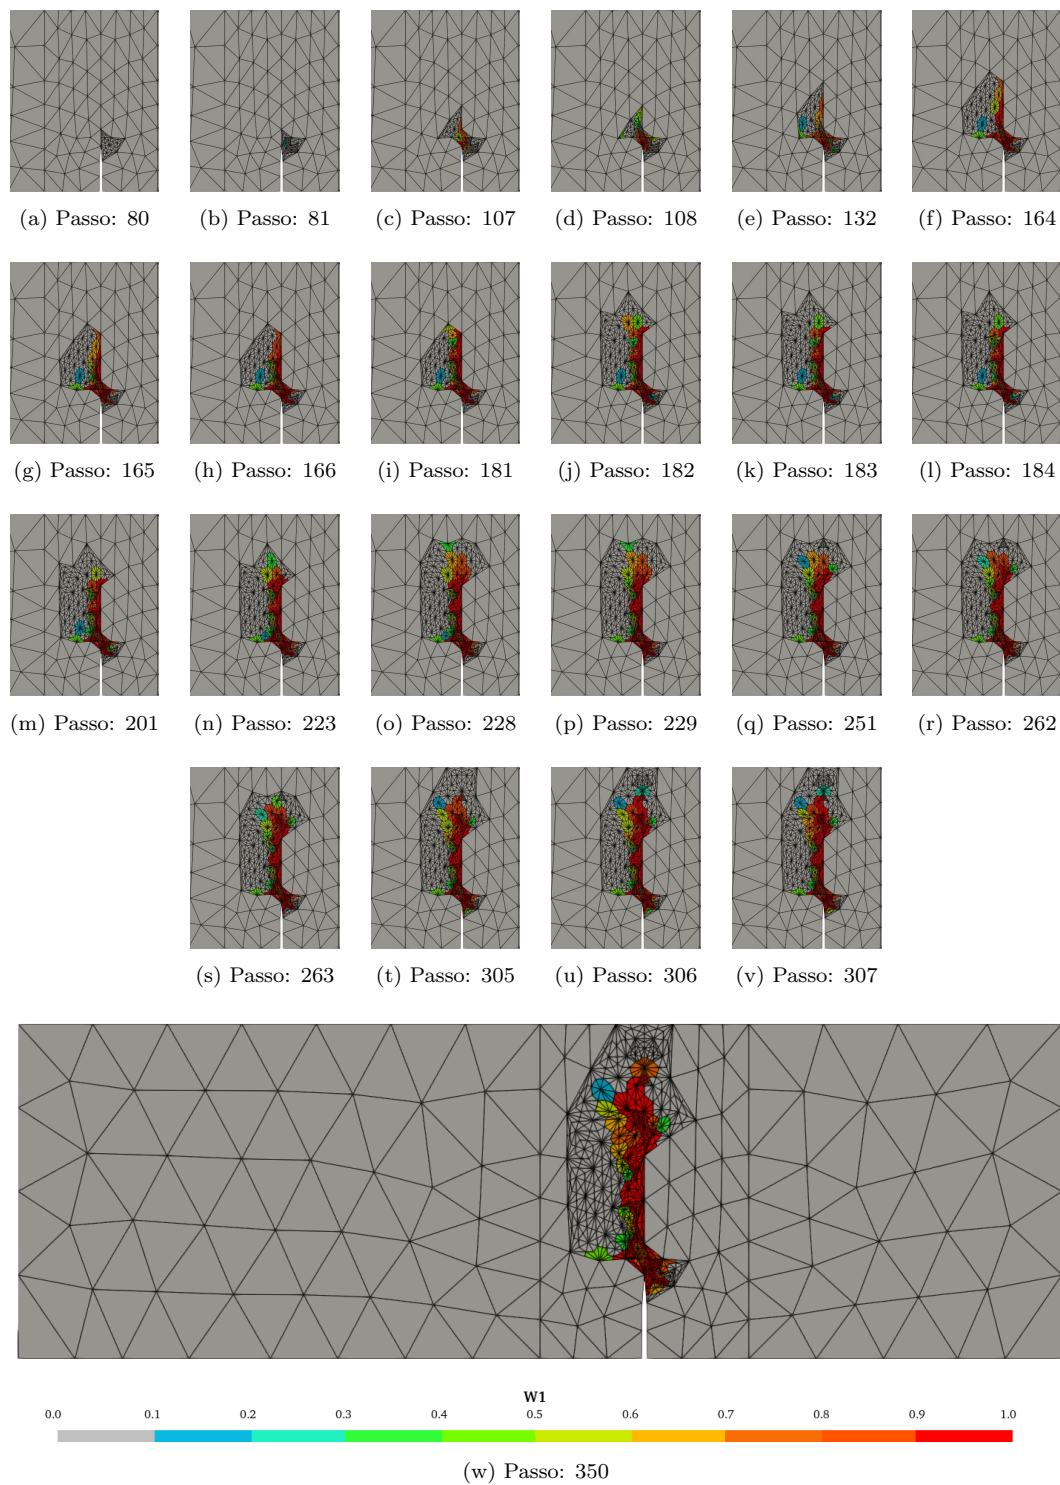 (a) Passo: 80 (b) Passo: 81 (c) Passo: 107 (d) Passo: 108 (e) Passo: 132 (f) Passo: 164
(g) Passo: 165 (h) Passo: 166 (i) Passo: 181 (j) Passo: 182 (k) Passo: 183 (l) Passo: 184
(m) Passo: 201 (n) Passo: 223 (o) Passo: 228 (p) Passo: 229 (q) Passo: 251 (r) Passo: 262
(s) Passo: 263 (t) Passo: 305 (u) Passo: 306 (v) Passo: 307
W1
0.0 0.1 0.2 0.3 0.4 0.5 0.6 0.7 0.8 0.9 1.0
(w) Passo: 350